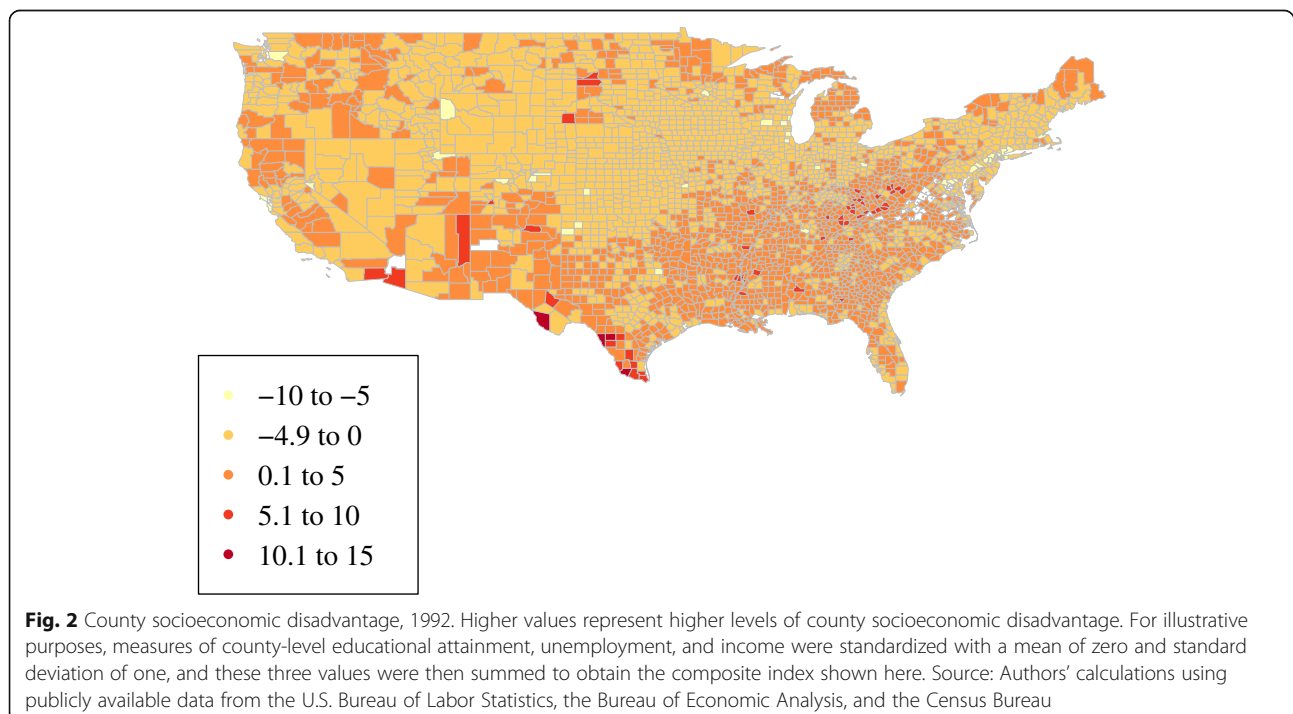 −10 to −5
−4.9 to 0
0.1 to 5
5.1 to 10
10.1 to 15
Fig. 2 County socioeconomic disadvantage, 1992. Higher values represent higher levels of county socioeconomic disadvantage. For illustrative
purposes, measures of county-level educational attainment, unemployment, and income were standardized with a mean of zero and standard
deviation of one, and these three values were then summed to obtain the composite index shown here. Source: Authors’ calculations using
publicly available data from the U.S. Bureau of Labor Statistics, the Bureau of Economic Analysis, and the Census Bureau